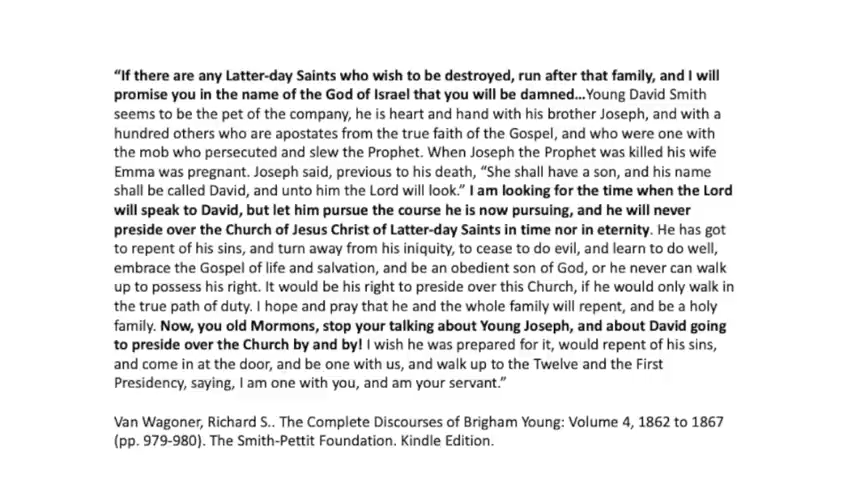 “If there are any Latter-day Saints who wish to be destroyed, run after that family, and I will
promise you in the name of the God of Israel that you will be damned…Young David Smith
seems to be the pet of the company, he is heart and hand with his brother Joseph, and with a
hundred others who are apostates from the true faith of the Gospel, and who were one with
the mob who persecuted and slew the Prophet. When Joseph the Prophet was killed his wife
Emma was pregnant. Joseph said, previous to his death, “She shall have a son, and his name
shall be called David, and unto him the Lord will look.” I am looking for the time when the Lord
will speak to David, but let him pursue the course he is now pursuing, and he will never
preside over the Church of Jesus Christ of Latter-day Saints in time nor in eternity. He has got
to repent of his sins, and turn away from his iniquity, to cease to do evil, and learn to do well,
embrace the Gospel of life and salvation, and be an obedient son of God, or he never can walk
up to possess his right. It would be his right to preside over this Church, if he would only walk in
the true path of duty. I hope and pray that he and the whole family will repent, and be a holy
family. Now, you old Mormons, stop your talking about Young Joseph, and about David going
to preside over the Church by and by! I wish he was prepared for it, would repent of his sins,
and come in at the door, and be one with us, and walk up to the Twelve and the First
Presidency, saying, I am one with you, and am your servant.”
Van Wagoner, Richard S.. The Complete Discourses of Brigham Young: Volume 4, 1862 to 1867
(pp. 979-980). The Smith-Pettit Foundation. Kindle Edition.